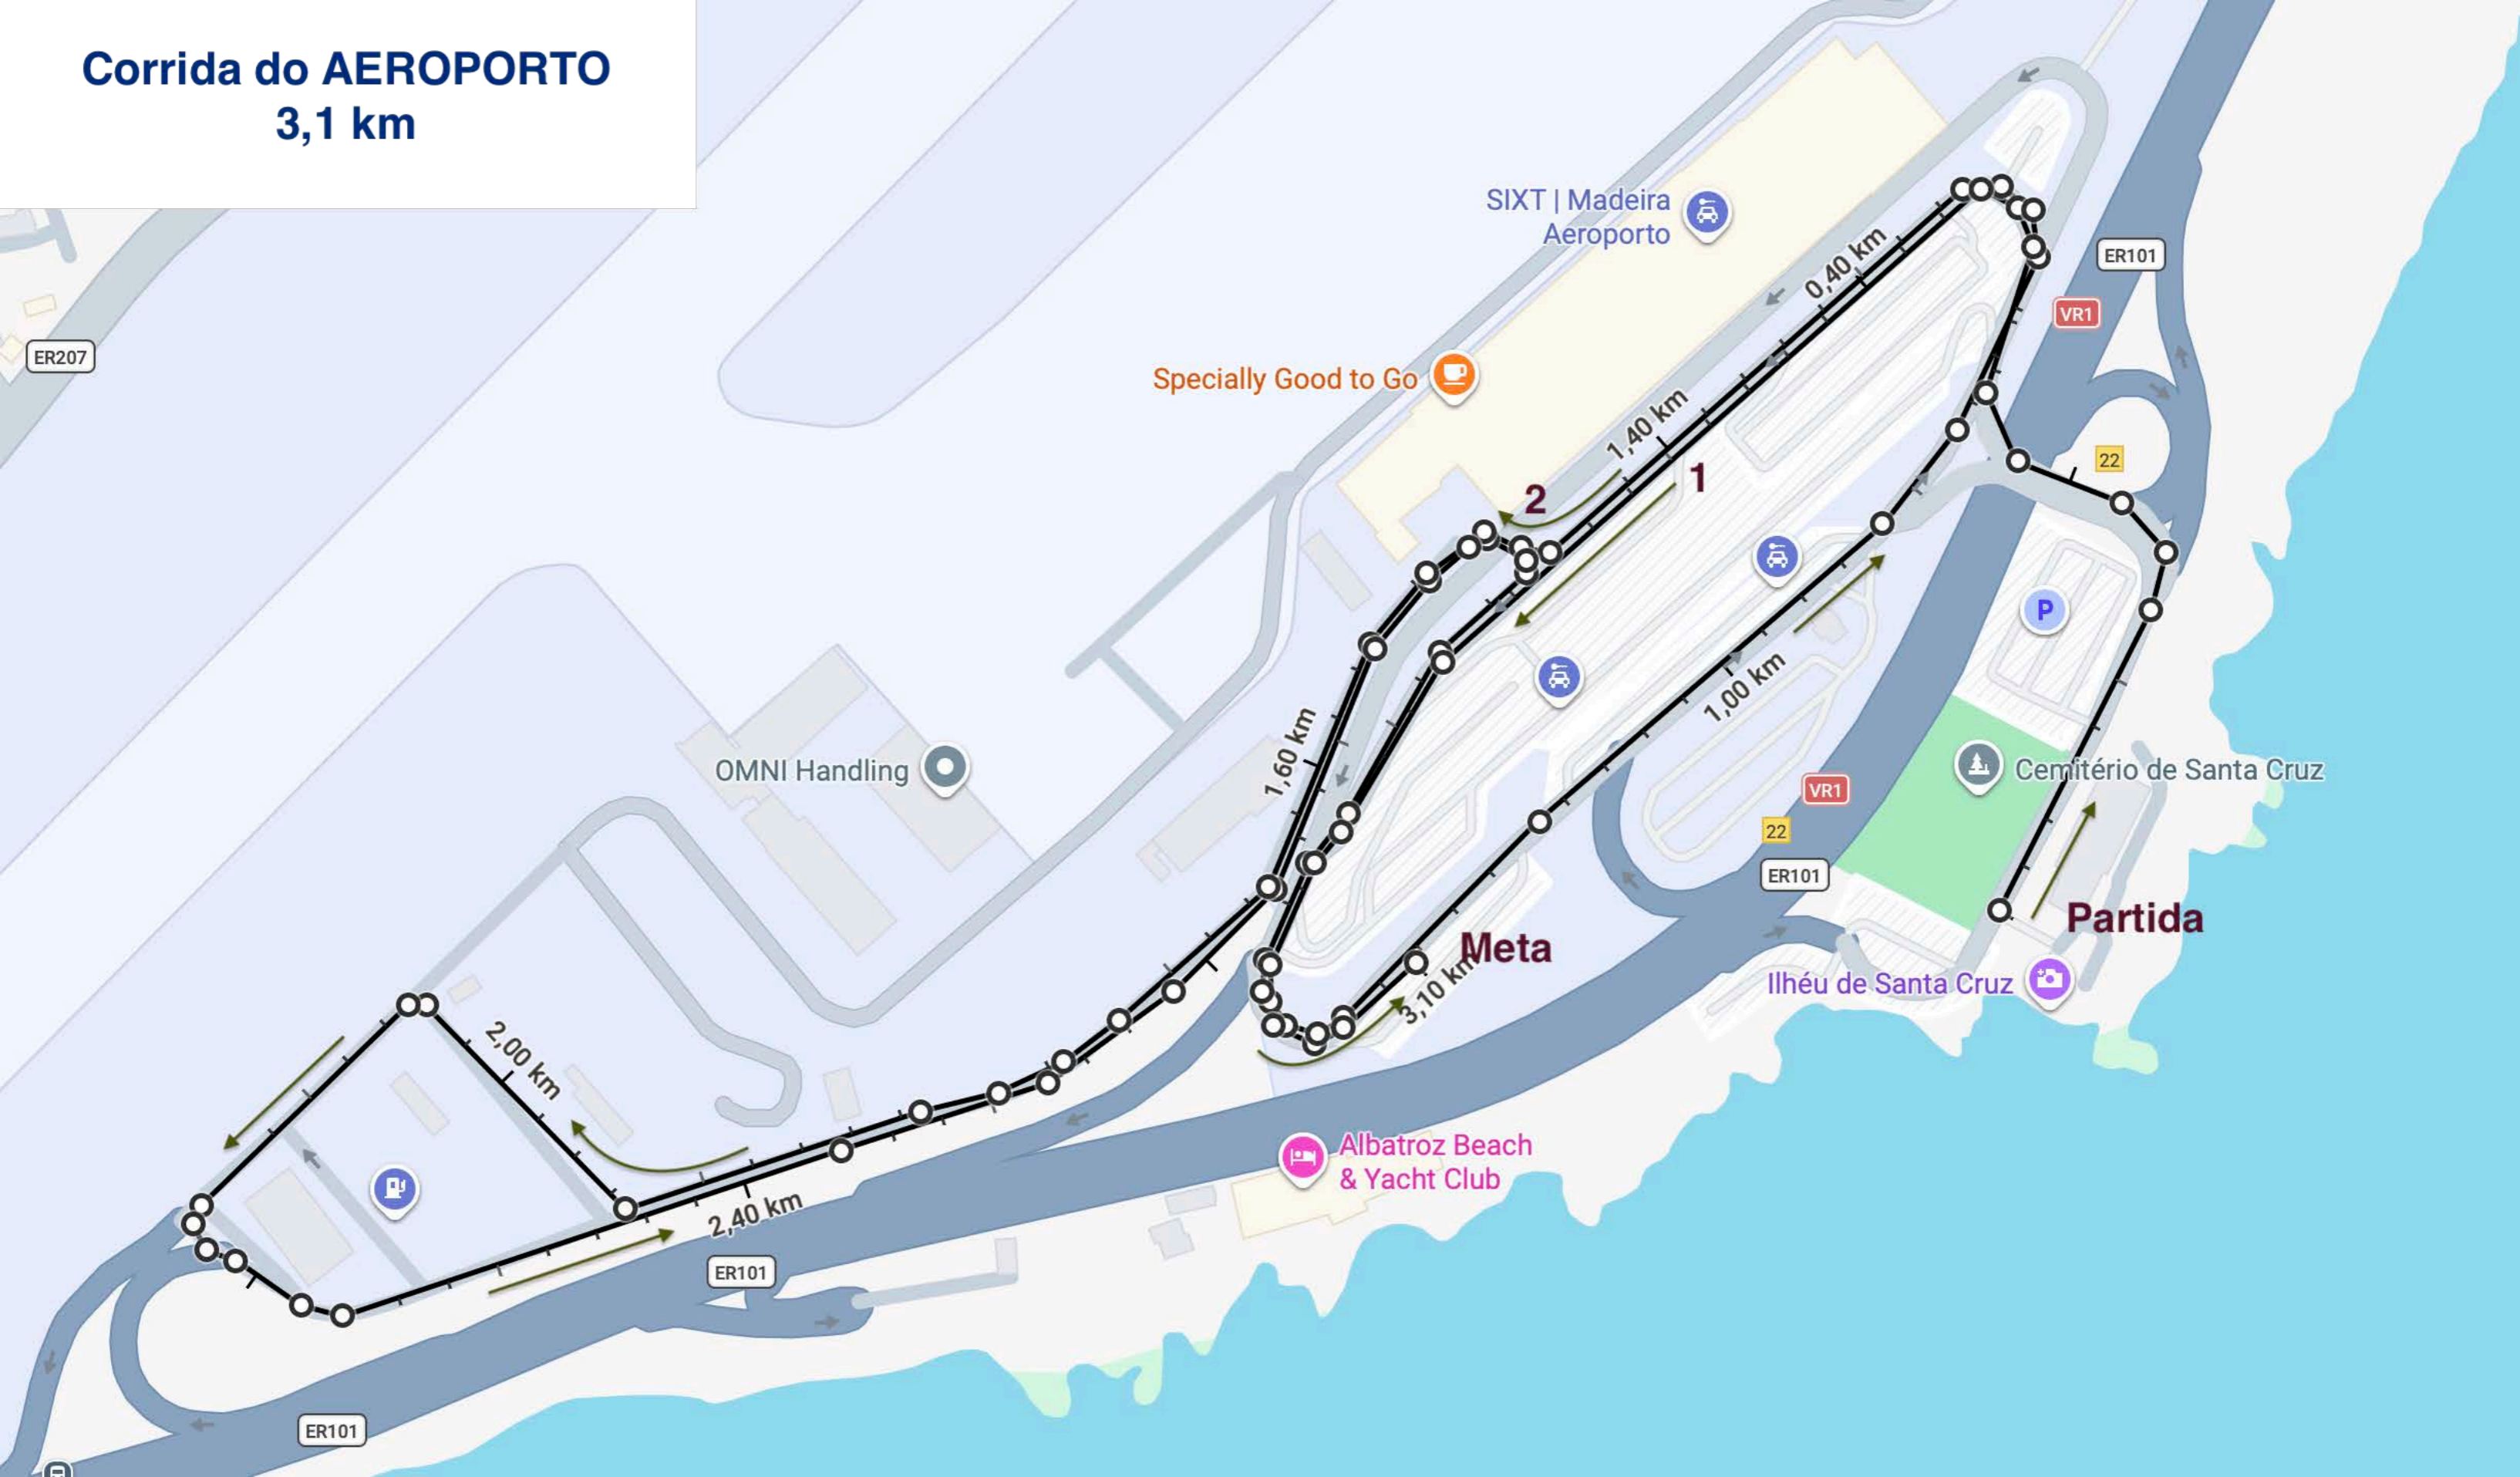 Corrida do AEROPORTO
3,1 km
SIXT | Madeira
Aeroporto
0,40 km
ER101
VR1
ER207
Specially Good to Go
1,40 km
1
2
22
P
1,00 km
1,60 km
OMNI Handling
Cemitério de Santa Cruz
VR1
22
ER101
Partida
Meta
3,10 km
Ilhéu de Santa Cruz
2,00 km
Albatroz Beach
& Yacht Club
2,40 km
ER101
ER101